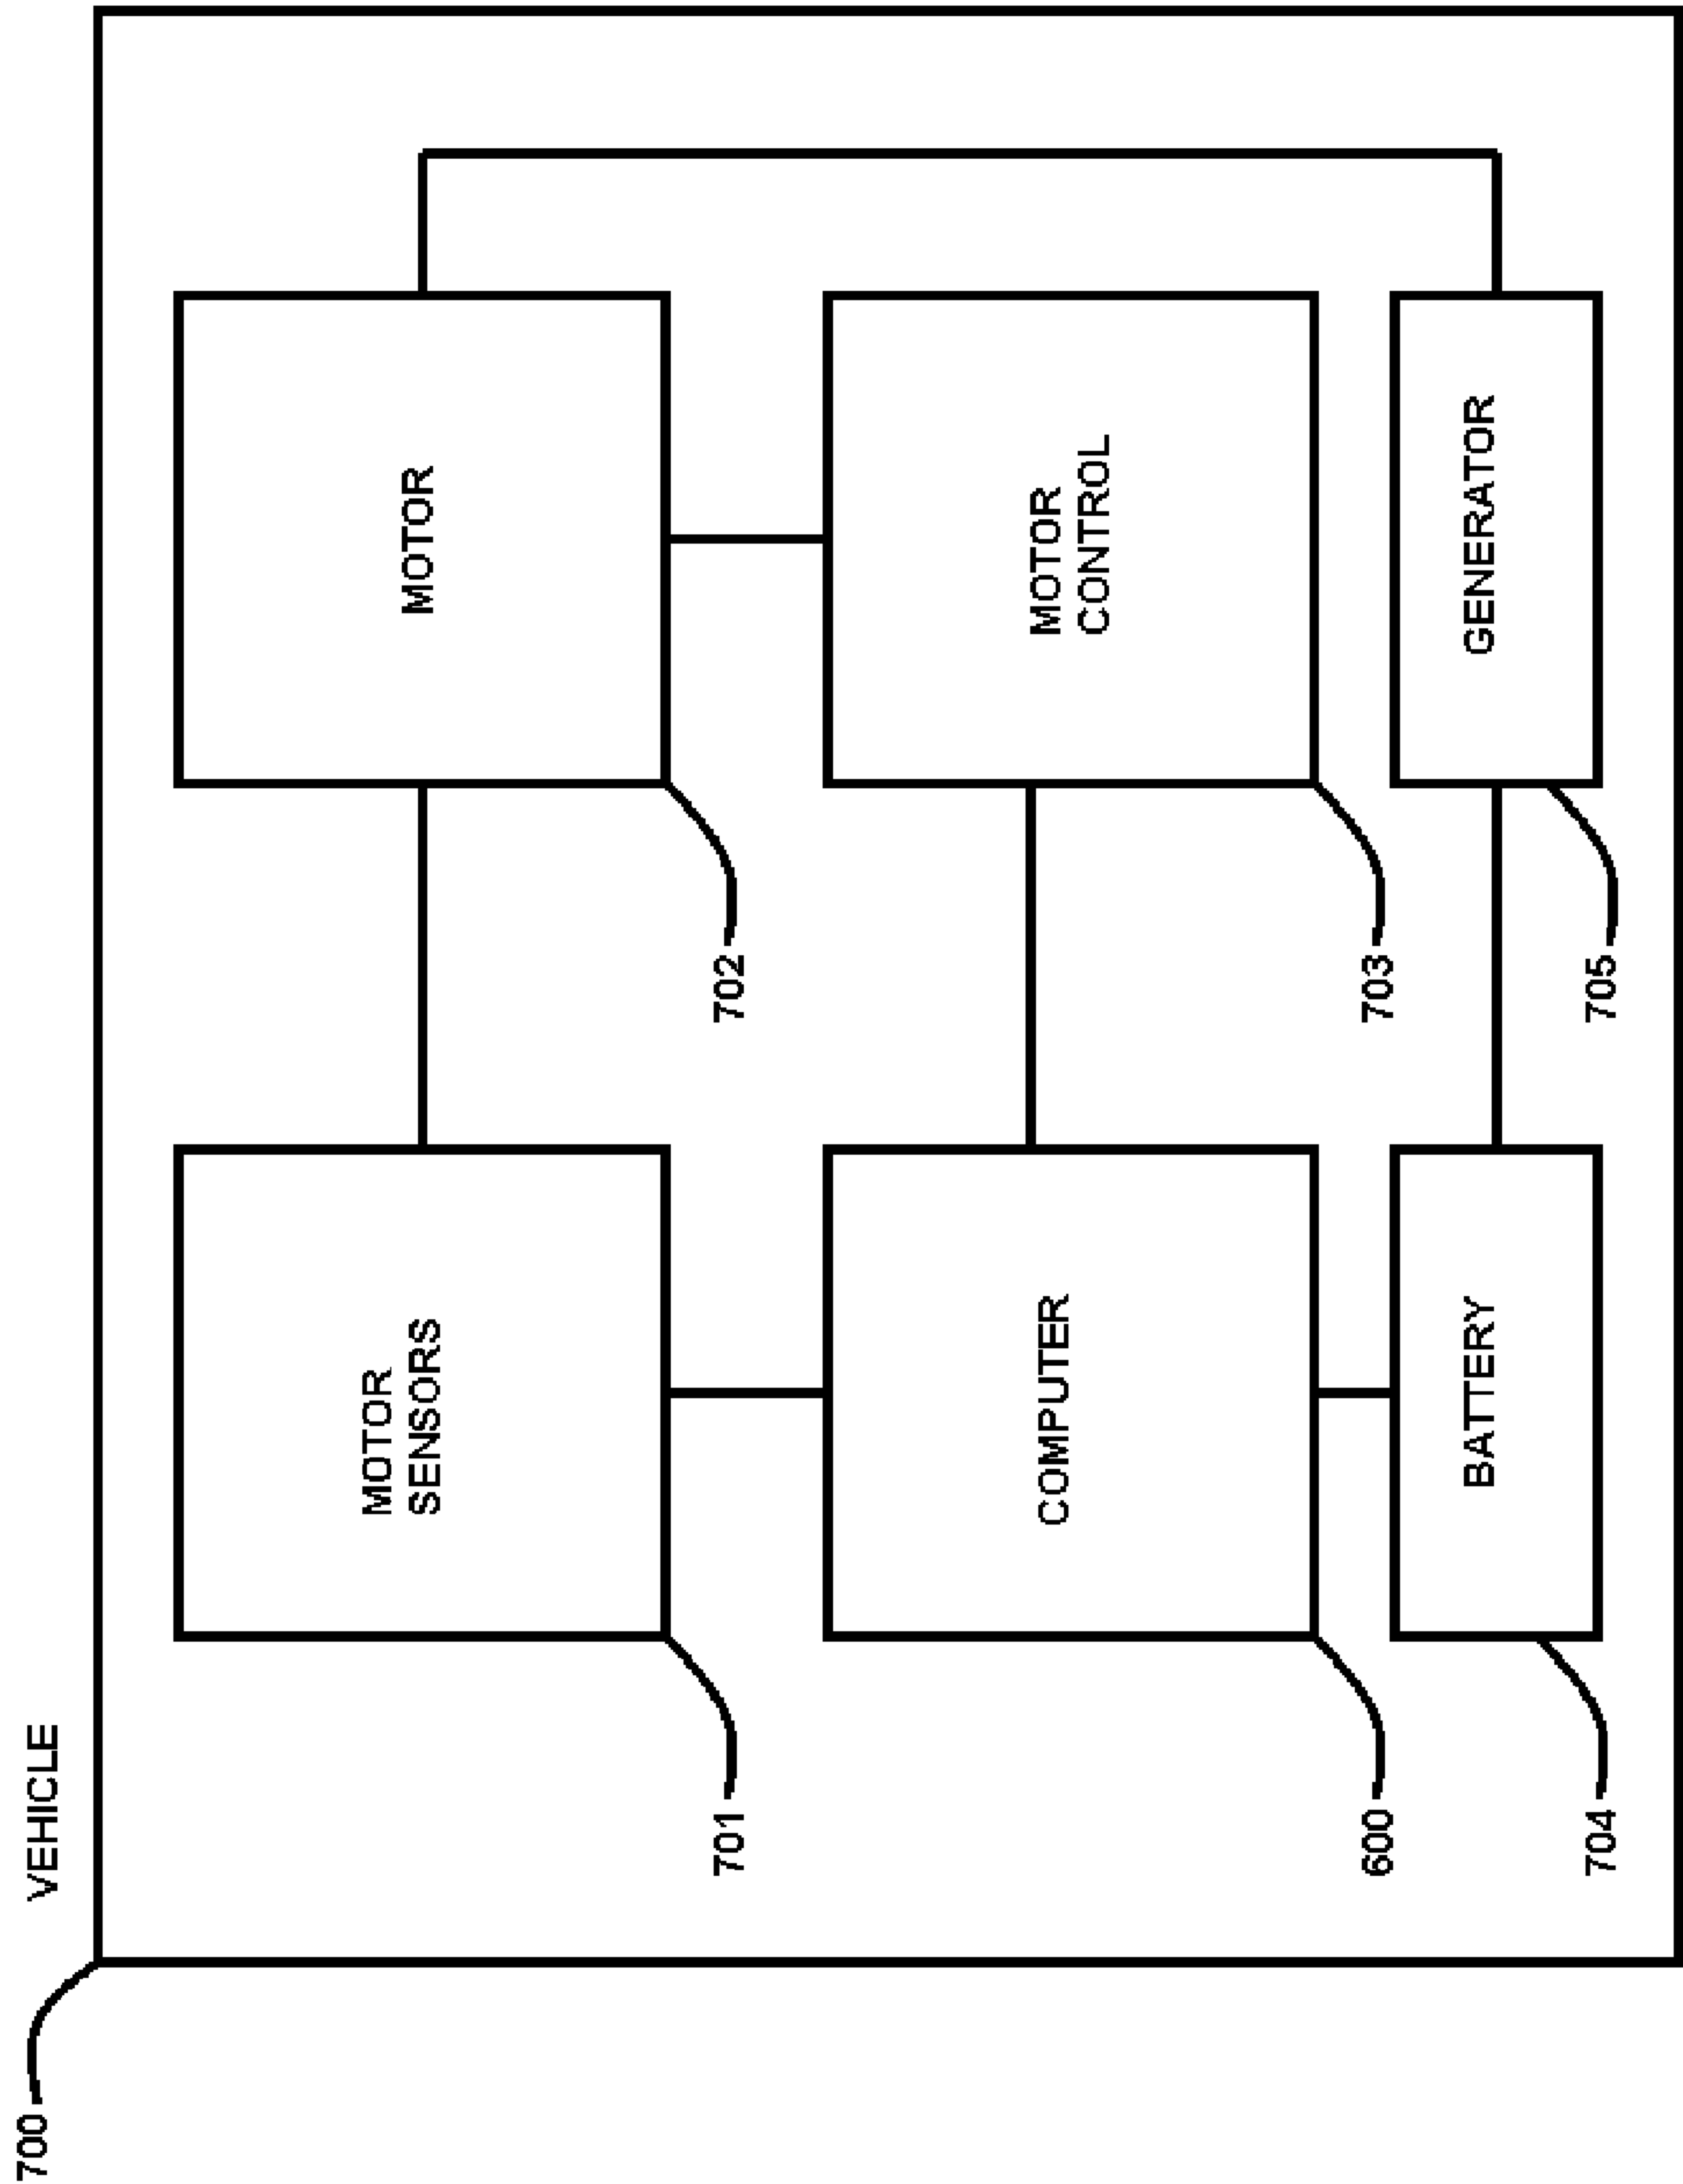 700
VEHICLE
MOTOR
SENSORS
701
MOTOR
702
COMPUTER
600
MOTOR
CONTROL
703
BATTERY
704
GENERATOR
705